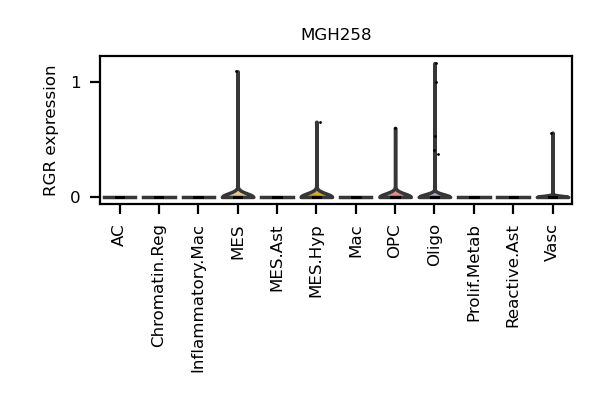 MGH258
RGR expression
1
0
AC
Chromatin.Reg
Inflammatory.Mac
MES
MES.Ast
MES.Hyp
Mac
OPC
Oligo
Prolif.Metab
Reactive.Ast
Vasc